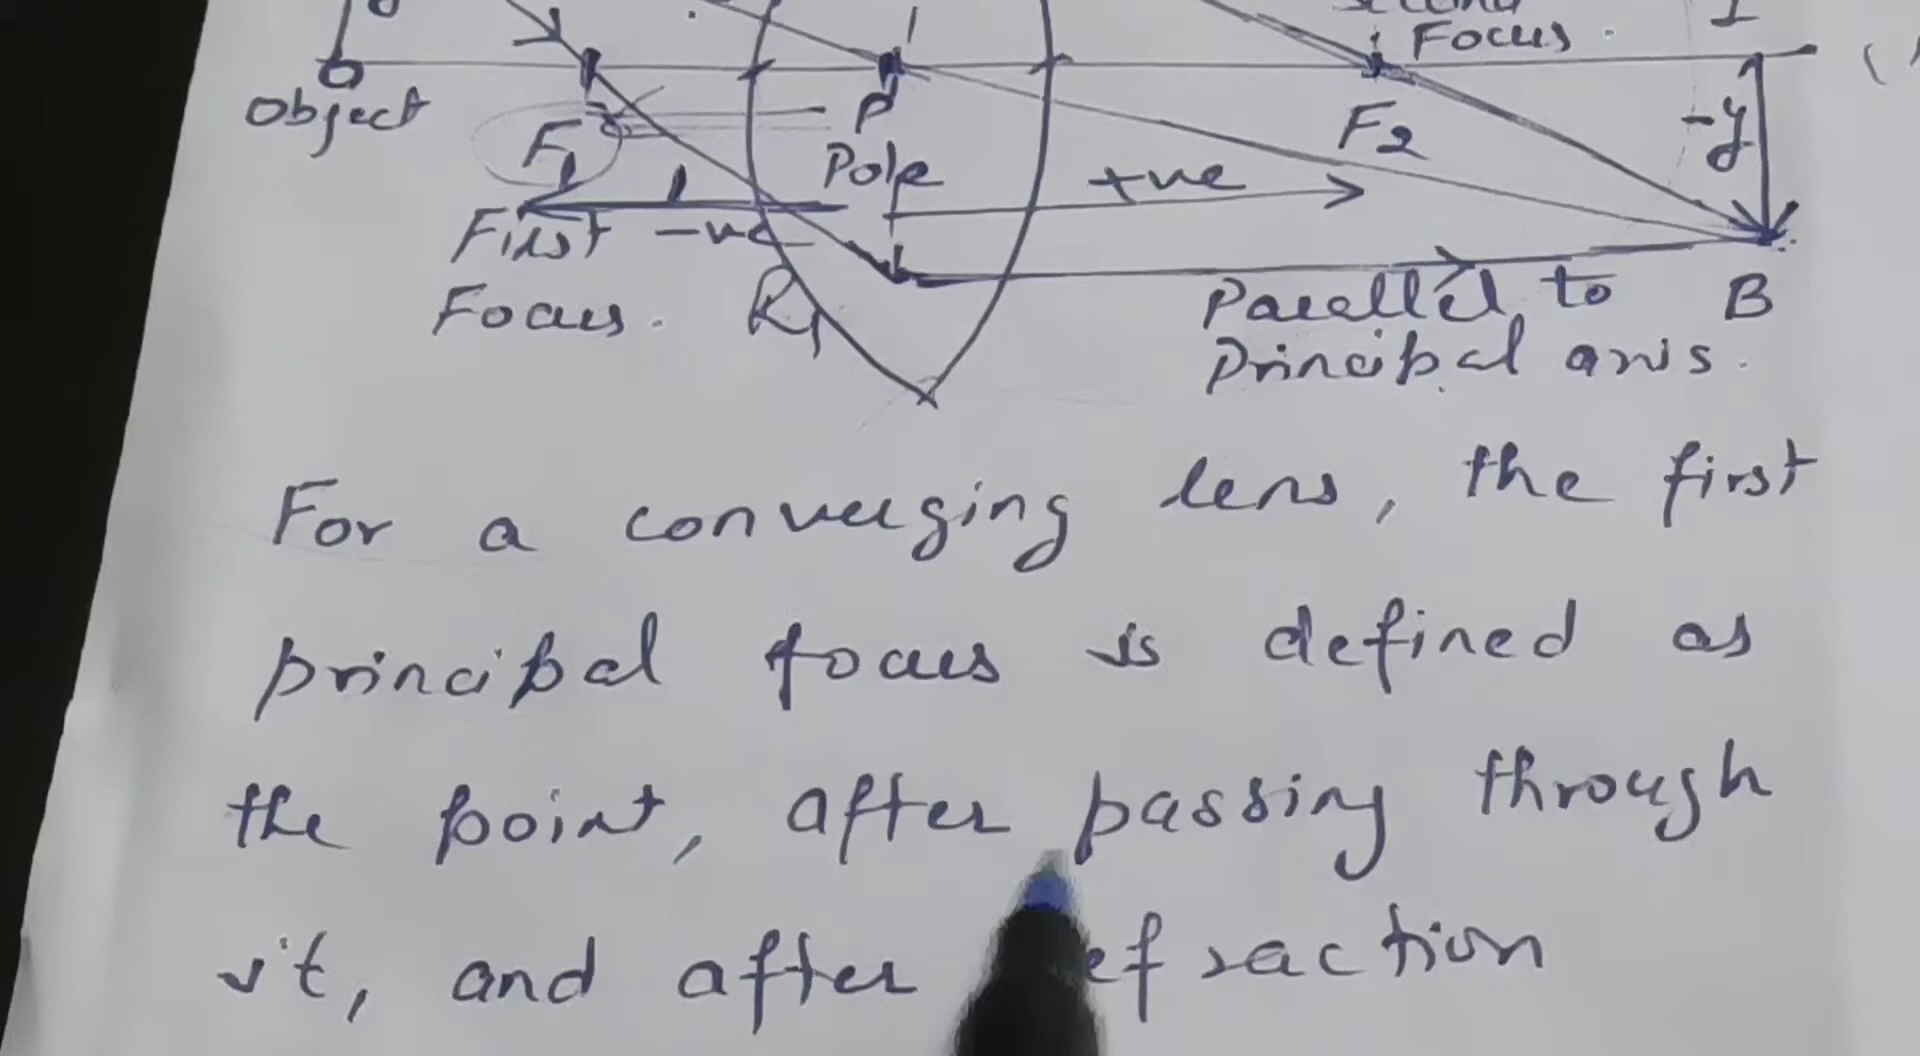 Focus.
Object
P
F2
-y
F1
Pole
+ve
First -ve
Focus. R1
Parallel to B
Principal axis.
For a converging lens, the first
principal focus is defined as
the point, after passing through
it, and after refraction